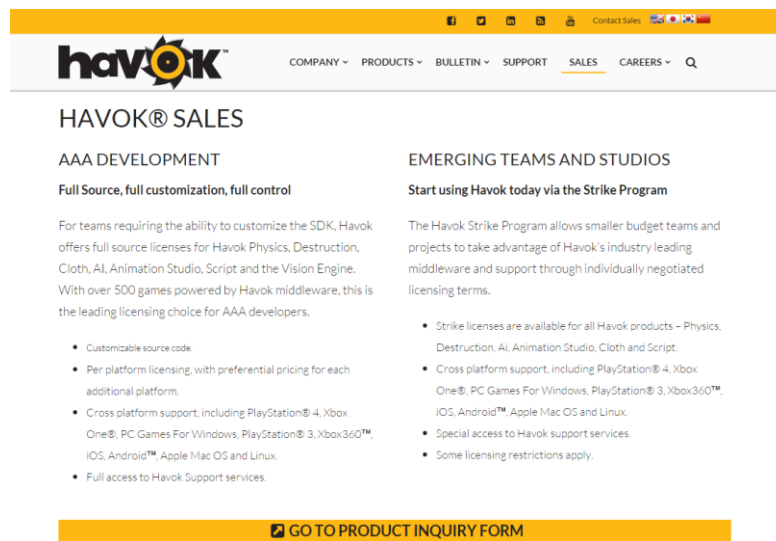 Contact Sales
havok™
COMPANY
PRODUCTS
BULLETIN
SUPPORT
SALES
CAREERS
HAVOK® SALES
AAA DEVELOPMENT
Full Source, full customization, full control
For teams requiring the ability to customize the SDK, Havok
offers full source licenses for Havok Physics, Destruction,
Cloth, AI, Animation Studio, Script and the Vision Engine.
With over 500 games powered by Havok middleware, this is
the leading licensing choice for AAA developers.
• Customizable source code.
• Per platform licensing, with preferential pricing for each
additional platform.
• Cross platform support, including PlayStation® 4, Xbox
One®, PC Games For Windows, PlayStation® 3, Xbox360™,
iOS, Android™, Apple Mac OS and Linux.
• Full access to Havok Support services.
EMERGING TEAMS AND STUDIOS
Start using Havok today via the Strike Program
The Havok Strike Program allows smaller budget teams and
projects to take advantage of Havok's industry leading
middleware and support through individually negotiated
licensing terms.
• Strike licenses are available for all Havok products – Physics,
Destruction, Ai, Animation Studio, Cloth and Script.
• Cross platform support, including PlayStation® 4, Xbox
One®, PC Games For Windows, PlayStation® 3, Xbox360™,
iOS, Android™, Apple Mac OS and Linux.
• Special access to Havok support services.
• Some licensing restrictions apply.
GO TO PRODUCT INQUIRY FORM